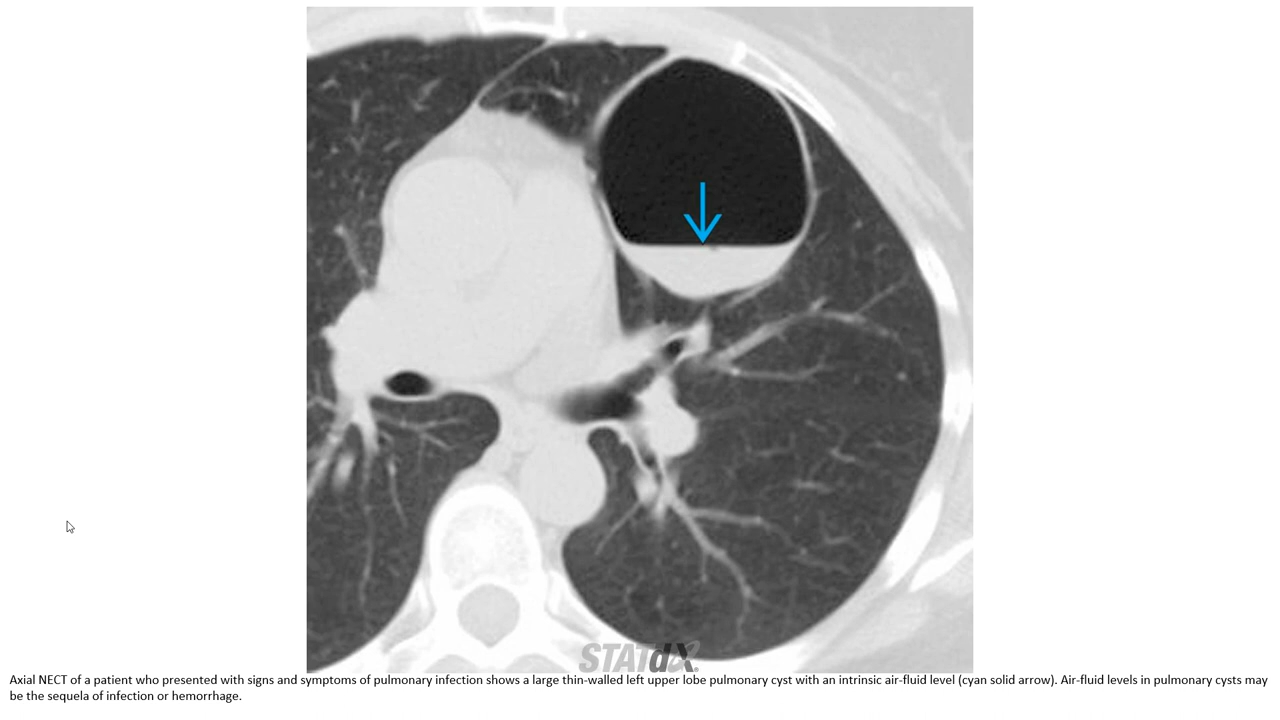 STATdX.
Axial NECT of a patient who presented with signs and symptoms of pulmonary infection shows a large thin-walled left upper lobe pulmonary cyst with an intrinsic air-fluid level (cyan solid arrow). Air-fluid levels in pulmonary cysts may
be the sequela of infection or hemorrhage.